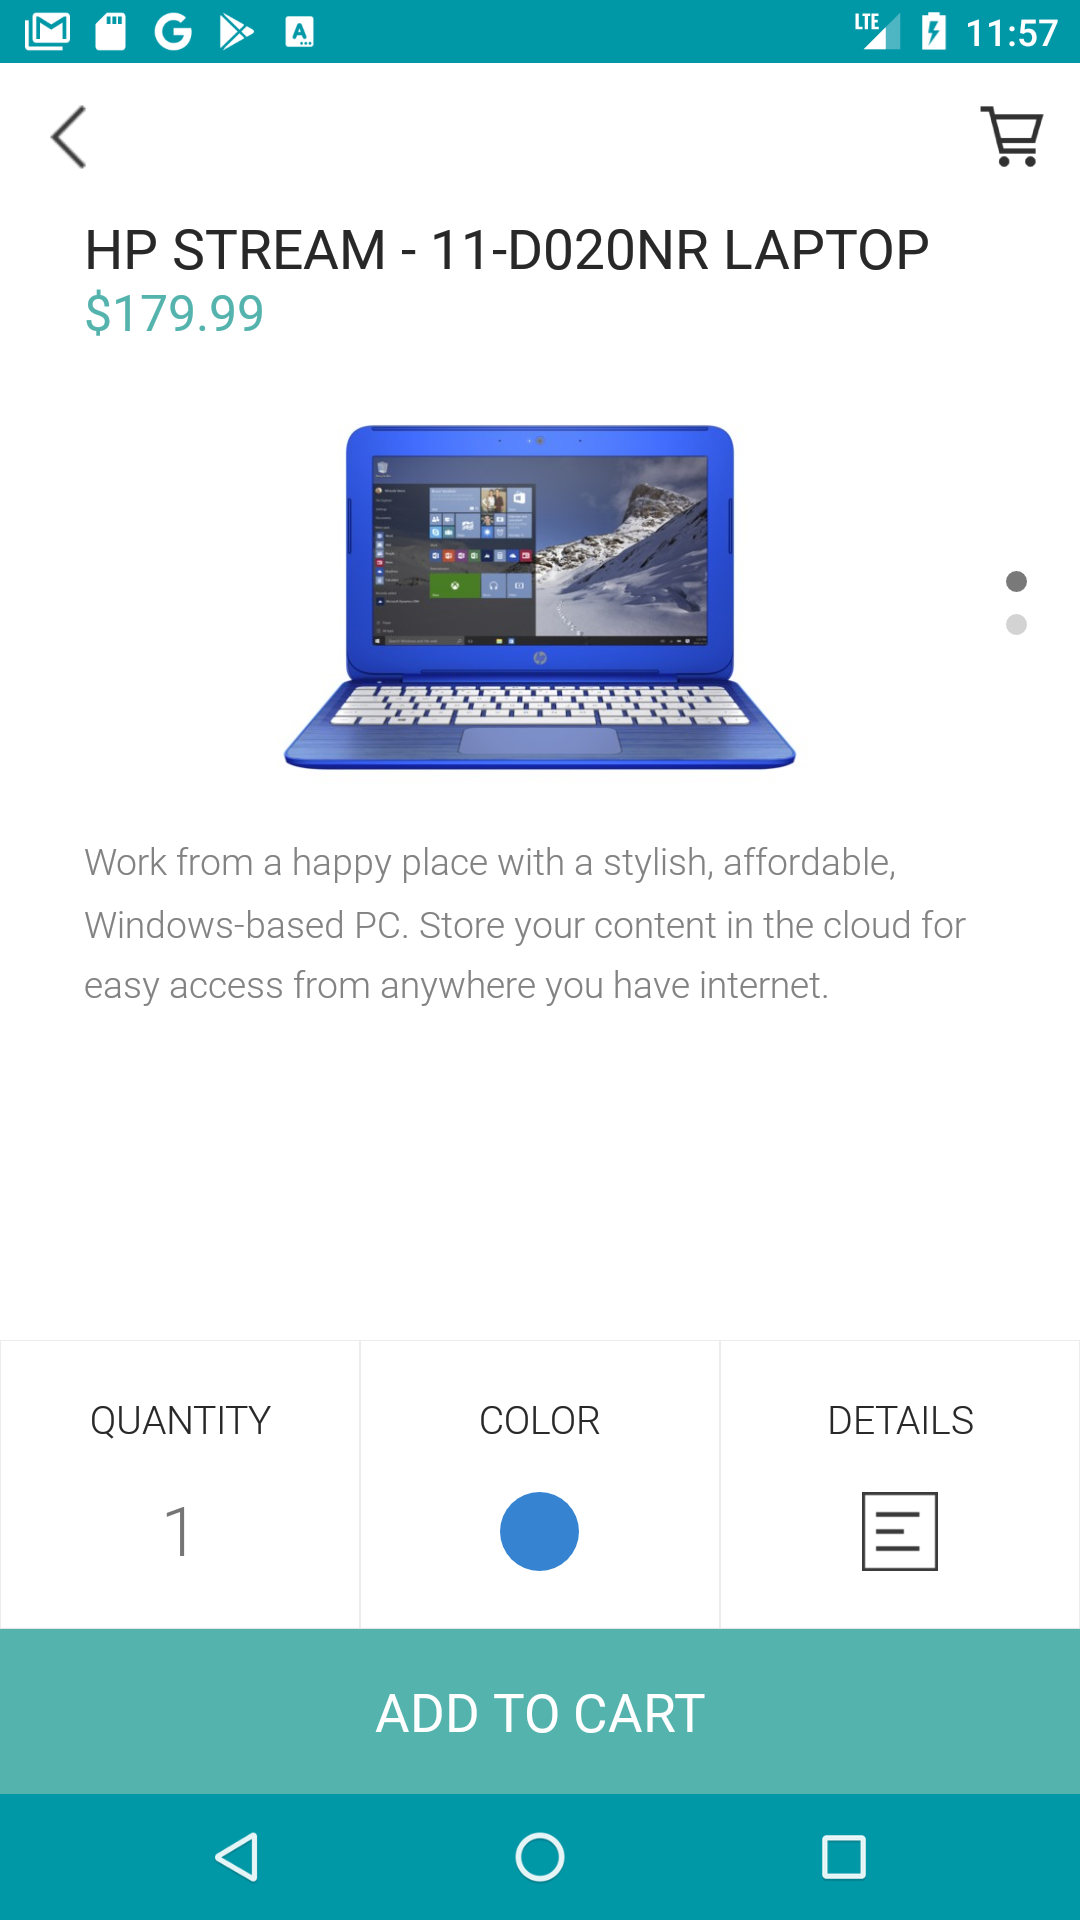 LTE 11:57
HP STREAM - 11-D020NR LAPTOP
$179.99
Work from a happy place with a stylish, affordable,
Windows-based PC. Store your content in the cloud for
easy access from anywhere you have internet.
QUANTITY COLOR DETAILS
1
ADD TO CART